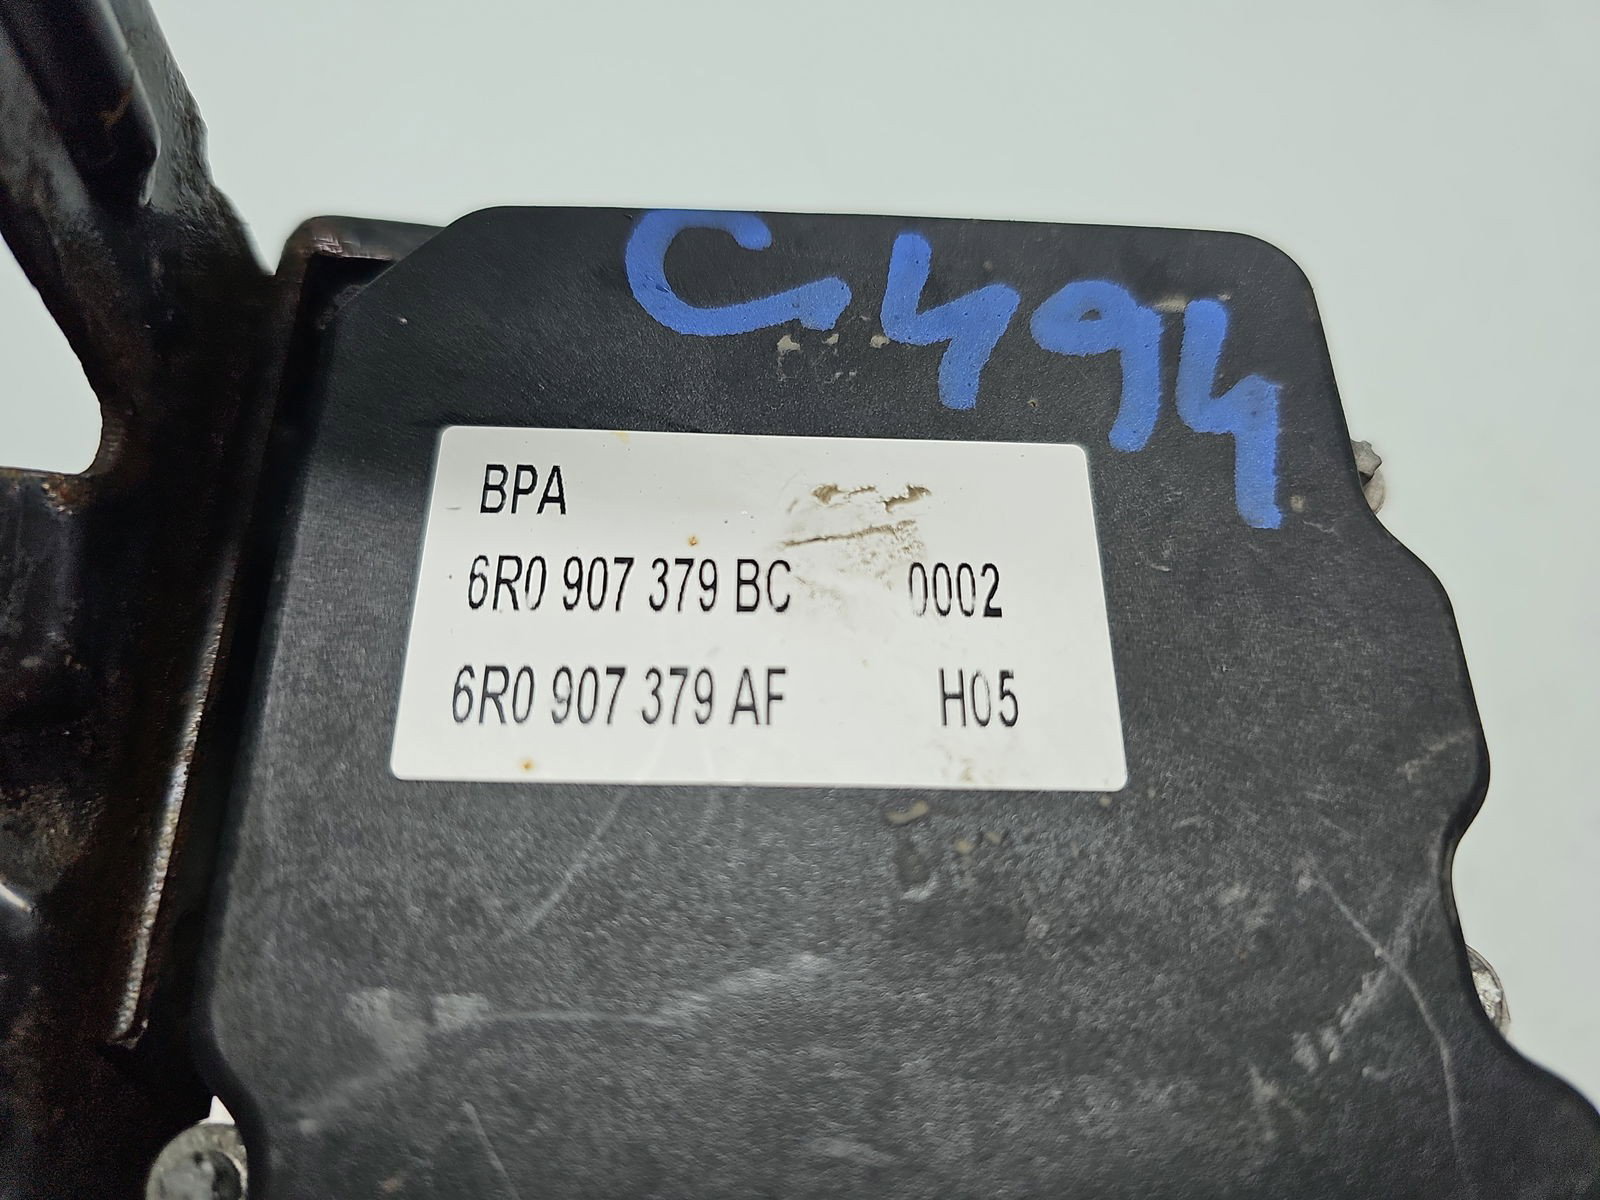 C494
BPA
6R0 907 379 BC 0002
6R0 907 379 AF H05